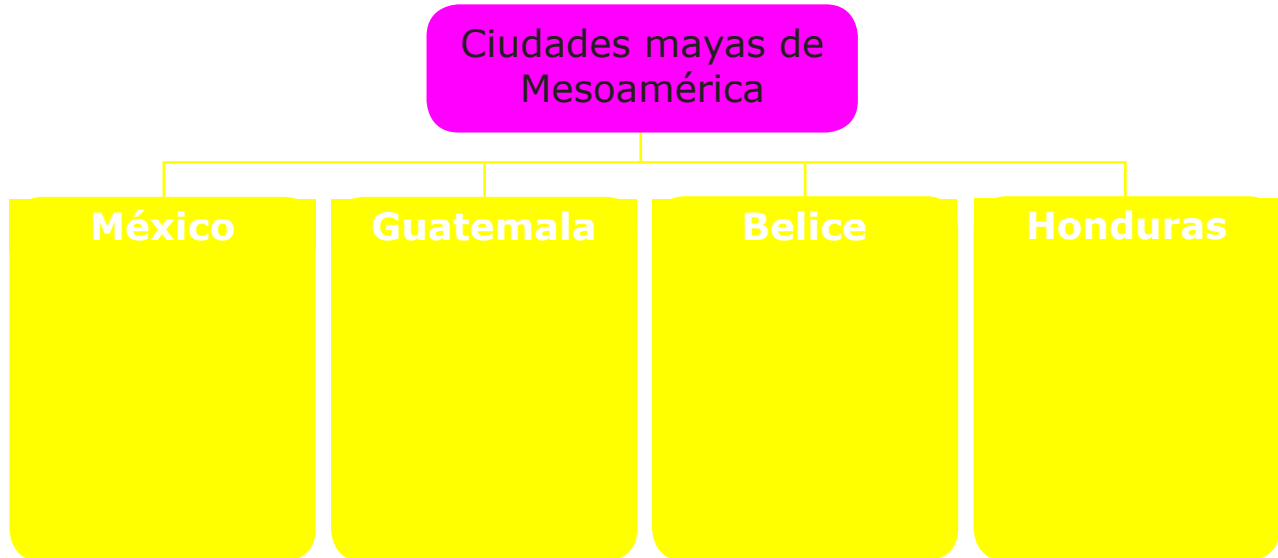 Ciudades mayas de
Mesoamérica
México
Guatemala
Belice
Honduras